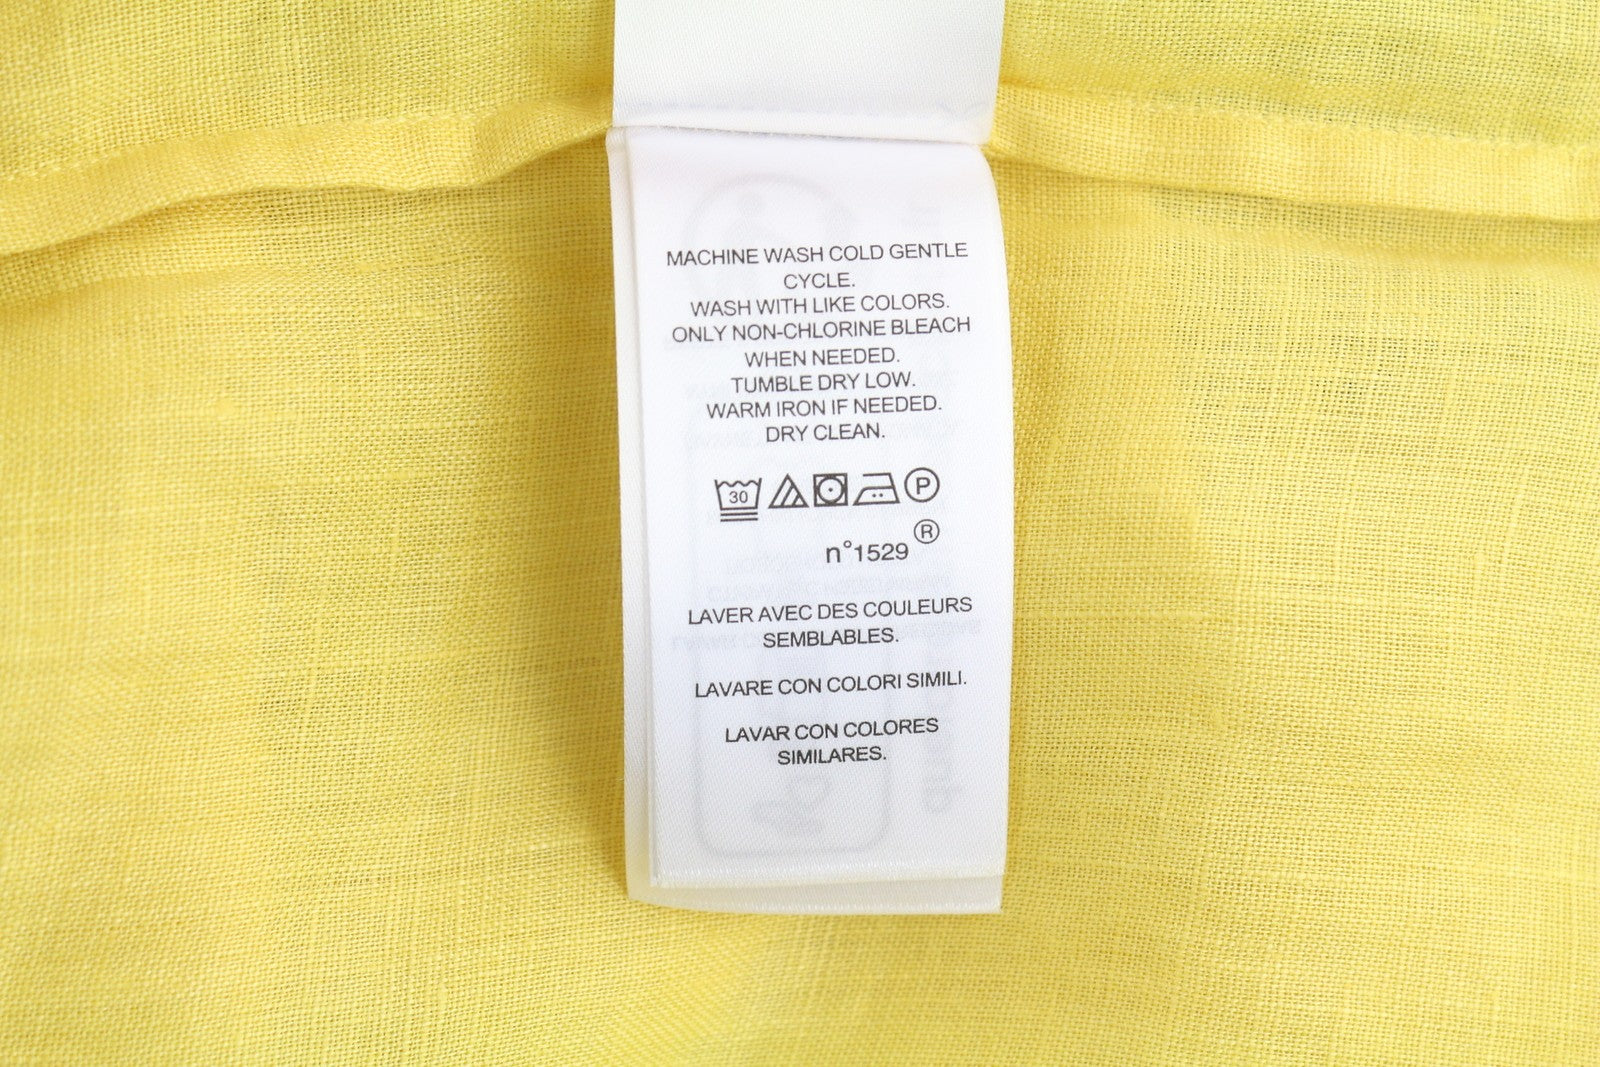 MACHINE WASH COLD GENTLE
CYCLE.
WASH WITH LIKE COLORS.
ONLY NON-CHLORINE BLEACH
WHEN NEEDED.
TUMBLE DRY LOW.
WARM IRON IF NEEDED.
DRY CLEAN.
30 P
n°1529 ®
LAVER AVEC DES COULEURS
SEMBLABLES.
LAVARE CON COLORI SIMILI.
LAVAR CON COLORES
SIMILARES.